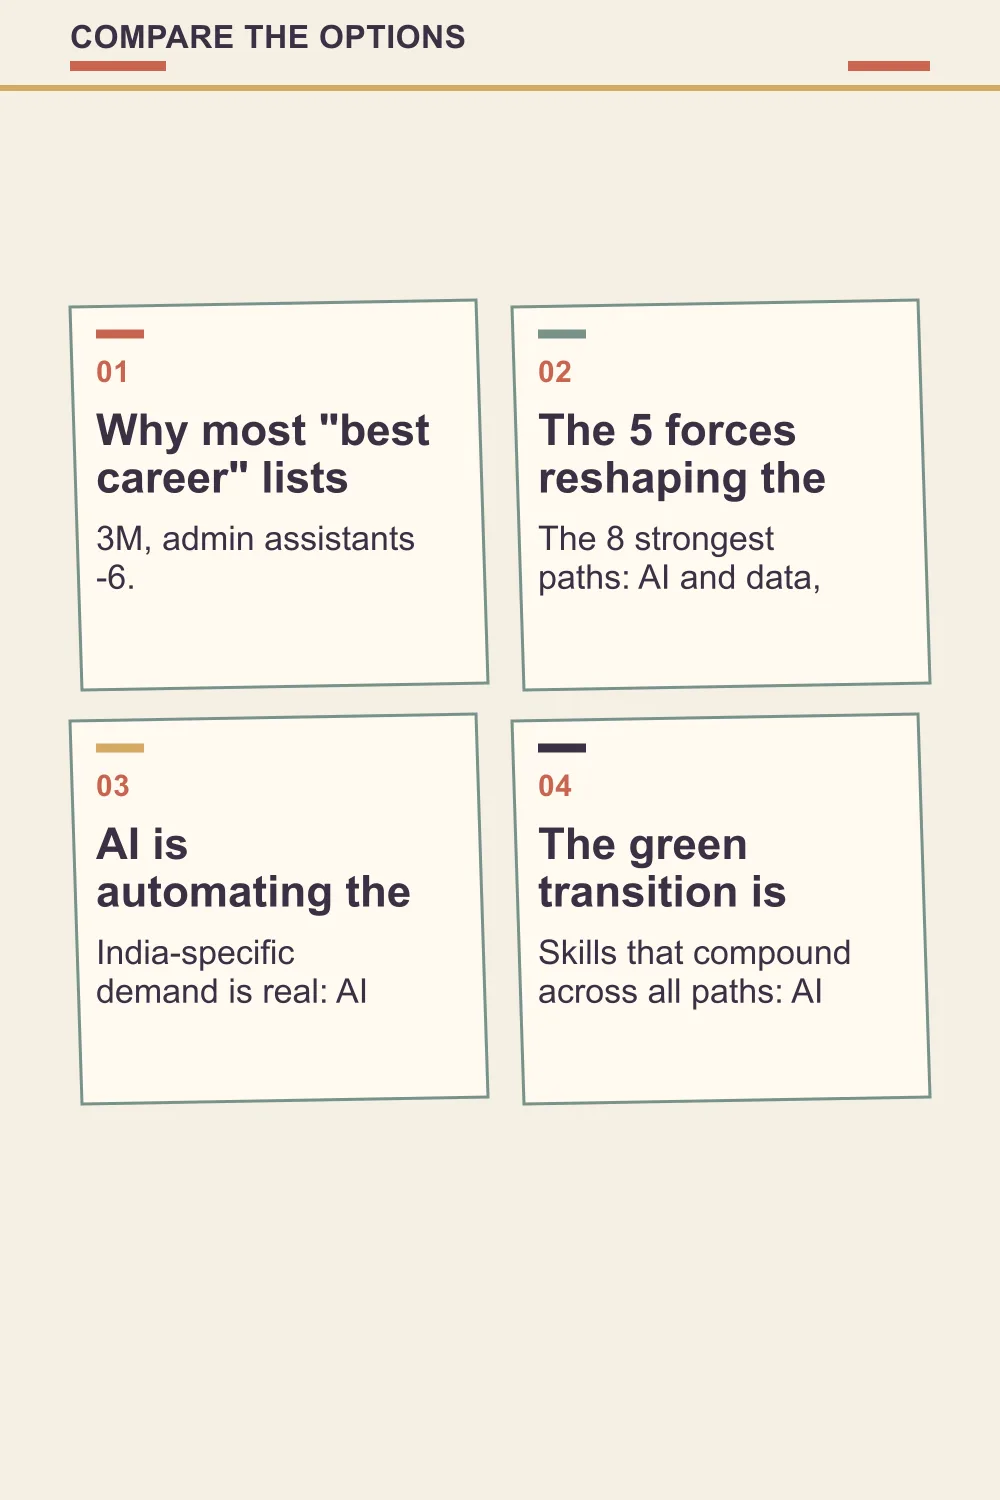 COMPARE THE OPTIONS
01
Why most "best
career" lists
3M, admin assistants
-6.
02
The 5 forces
reshaping the
The 8 strongest
paths: AI and data,
03
AI is
automating the
India-specific
demand is real: AI
04
The green
transition is
Skills that compound
across all paths: AI